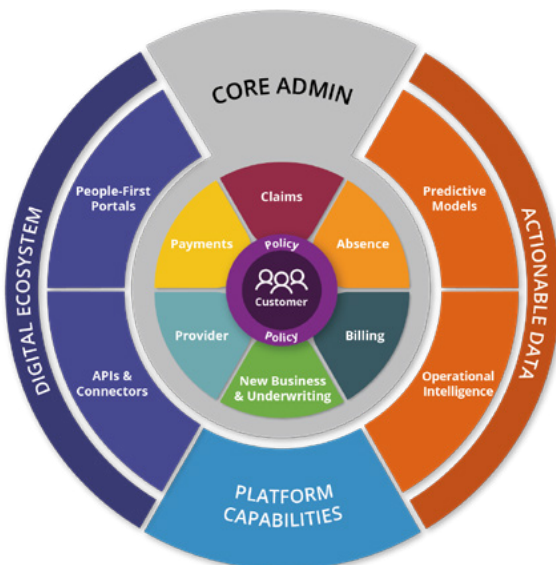 CORE ADMIN
DIGITAL ECOSYSTEM
People-First
Portals
APIs &
Connectors
Claims
Payments
Absence
Policy
Customer
Policy
Provider
Billing
New Business
& Underwriting
Predictive
Models
Operational
Intelligence
ACTIONABLE DATA
PLATFORM
CAPABILITIES